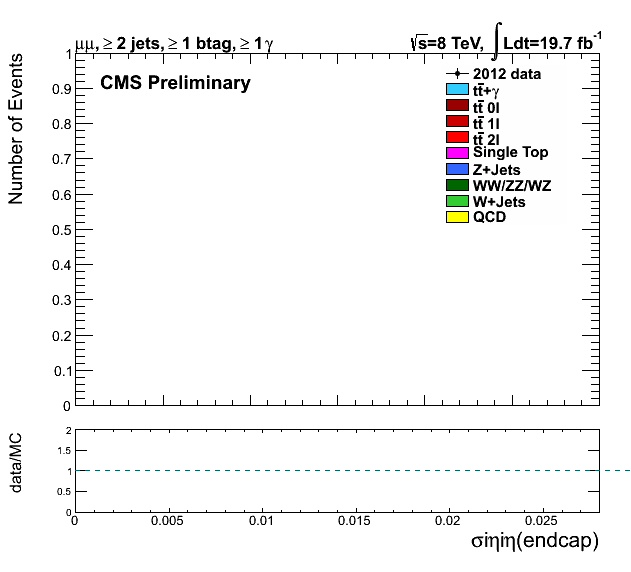 μμ, ≥ 2 jets, ≥ 1 btag, ≥ 1 γ
√s=8 TeV, ∫Ldt=19.7 fb⁻¹
CMS Preliminary
2012 data
tt̄+γ
tt̄ 0l
tt̄ 1l
tt̄ 2l
Single Top
Z+Jets
WW/ZZ/WZ
W+Jets
QCD
Number of Events
1
0.9
0.8
0.7
0.6
0.5
0.4
0.3
0.2
0.1
0
data/MC
2
1.5
1
0.5
0
0 0.005 0.01 0.015 0.02 0.025
σiηiη(endcap)